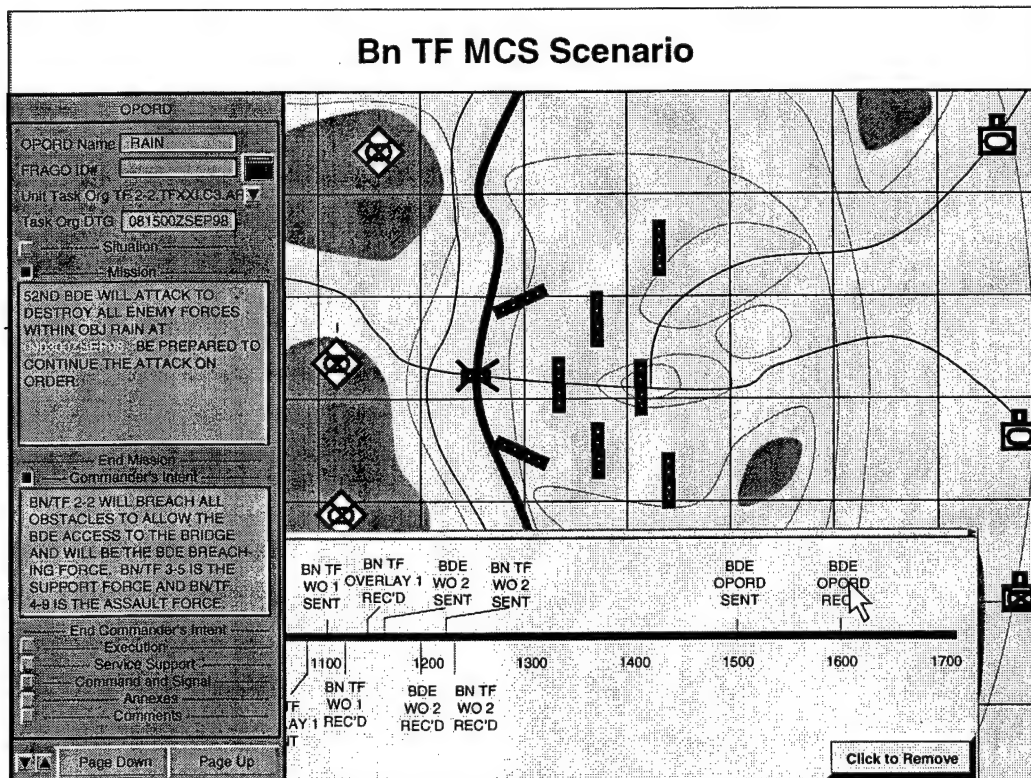 Bn TF MCS Scenario
OPORD
OPORD Name RAIN
FRAGO ID#
Unit Task Org TF.2-2.TFXXI.C3.AR
Task Org DTG 081500ZSEP98
Situation
Mission
52ND BDE WILL ATTACK TO
DESTROY ALL ENEMY FORCES
WITHIN OBJ RAIN AT
BE PREPARED TO
CONTINUE THE ATTACK ON
ORDER.
End Mission
Commander's Intent
BN/TF 2-2 WILL BREACH ALL
OBSTACLES TO ALLOW THE
BDE ACCESS TO THE BRIDGE
AND WILL BE THE BDE BREACH-
ING FORCE. BN/TF 3-5 IS THE
SUPPORT FORCE AND BN/TF
4-9 IS THE ASSAULT FORCE.
End Commander's Intent
Execution
Service Support
Command and Signal
Annexes
Comments
Page Down
Page Up
BN TF
WO 1
SENT
BN TF
OVERLAY 1
REC'D
BDE
WO 2
SENT
BN TF
WO 2
SENT
BDE
OPORD
SENT
BDE
OPORD
REC'D
1100 1200 1300 1400 1500 1600 1700
TF
AY 1
NT
BN TF
WO 1
REC'D
BDE
WO 2
REC'D
BN TF
WO 2
REC'D
Click to Remove